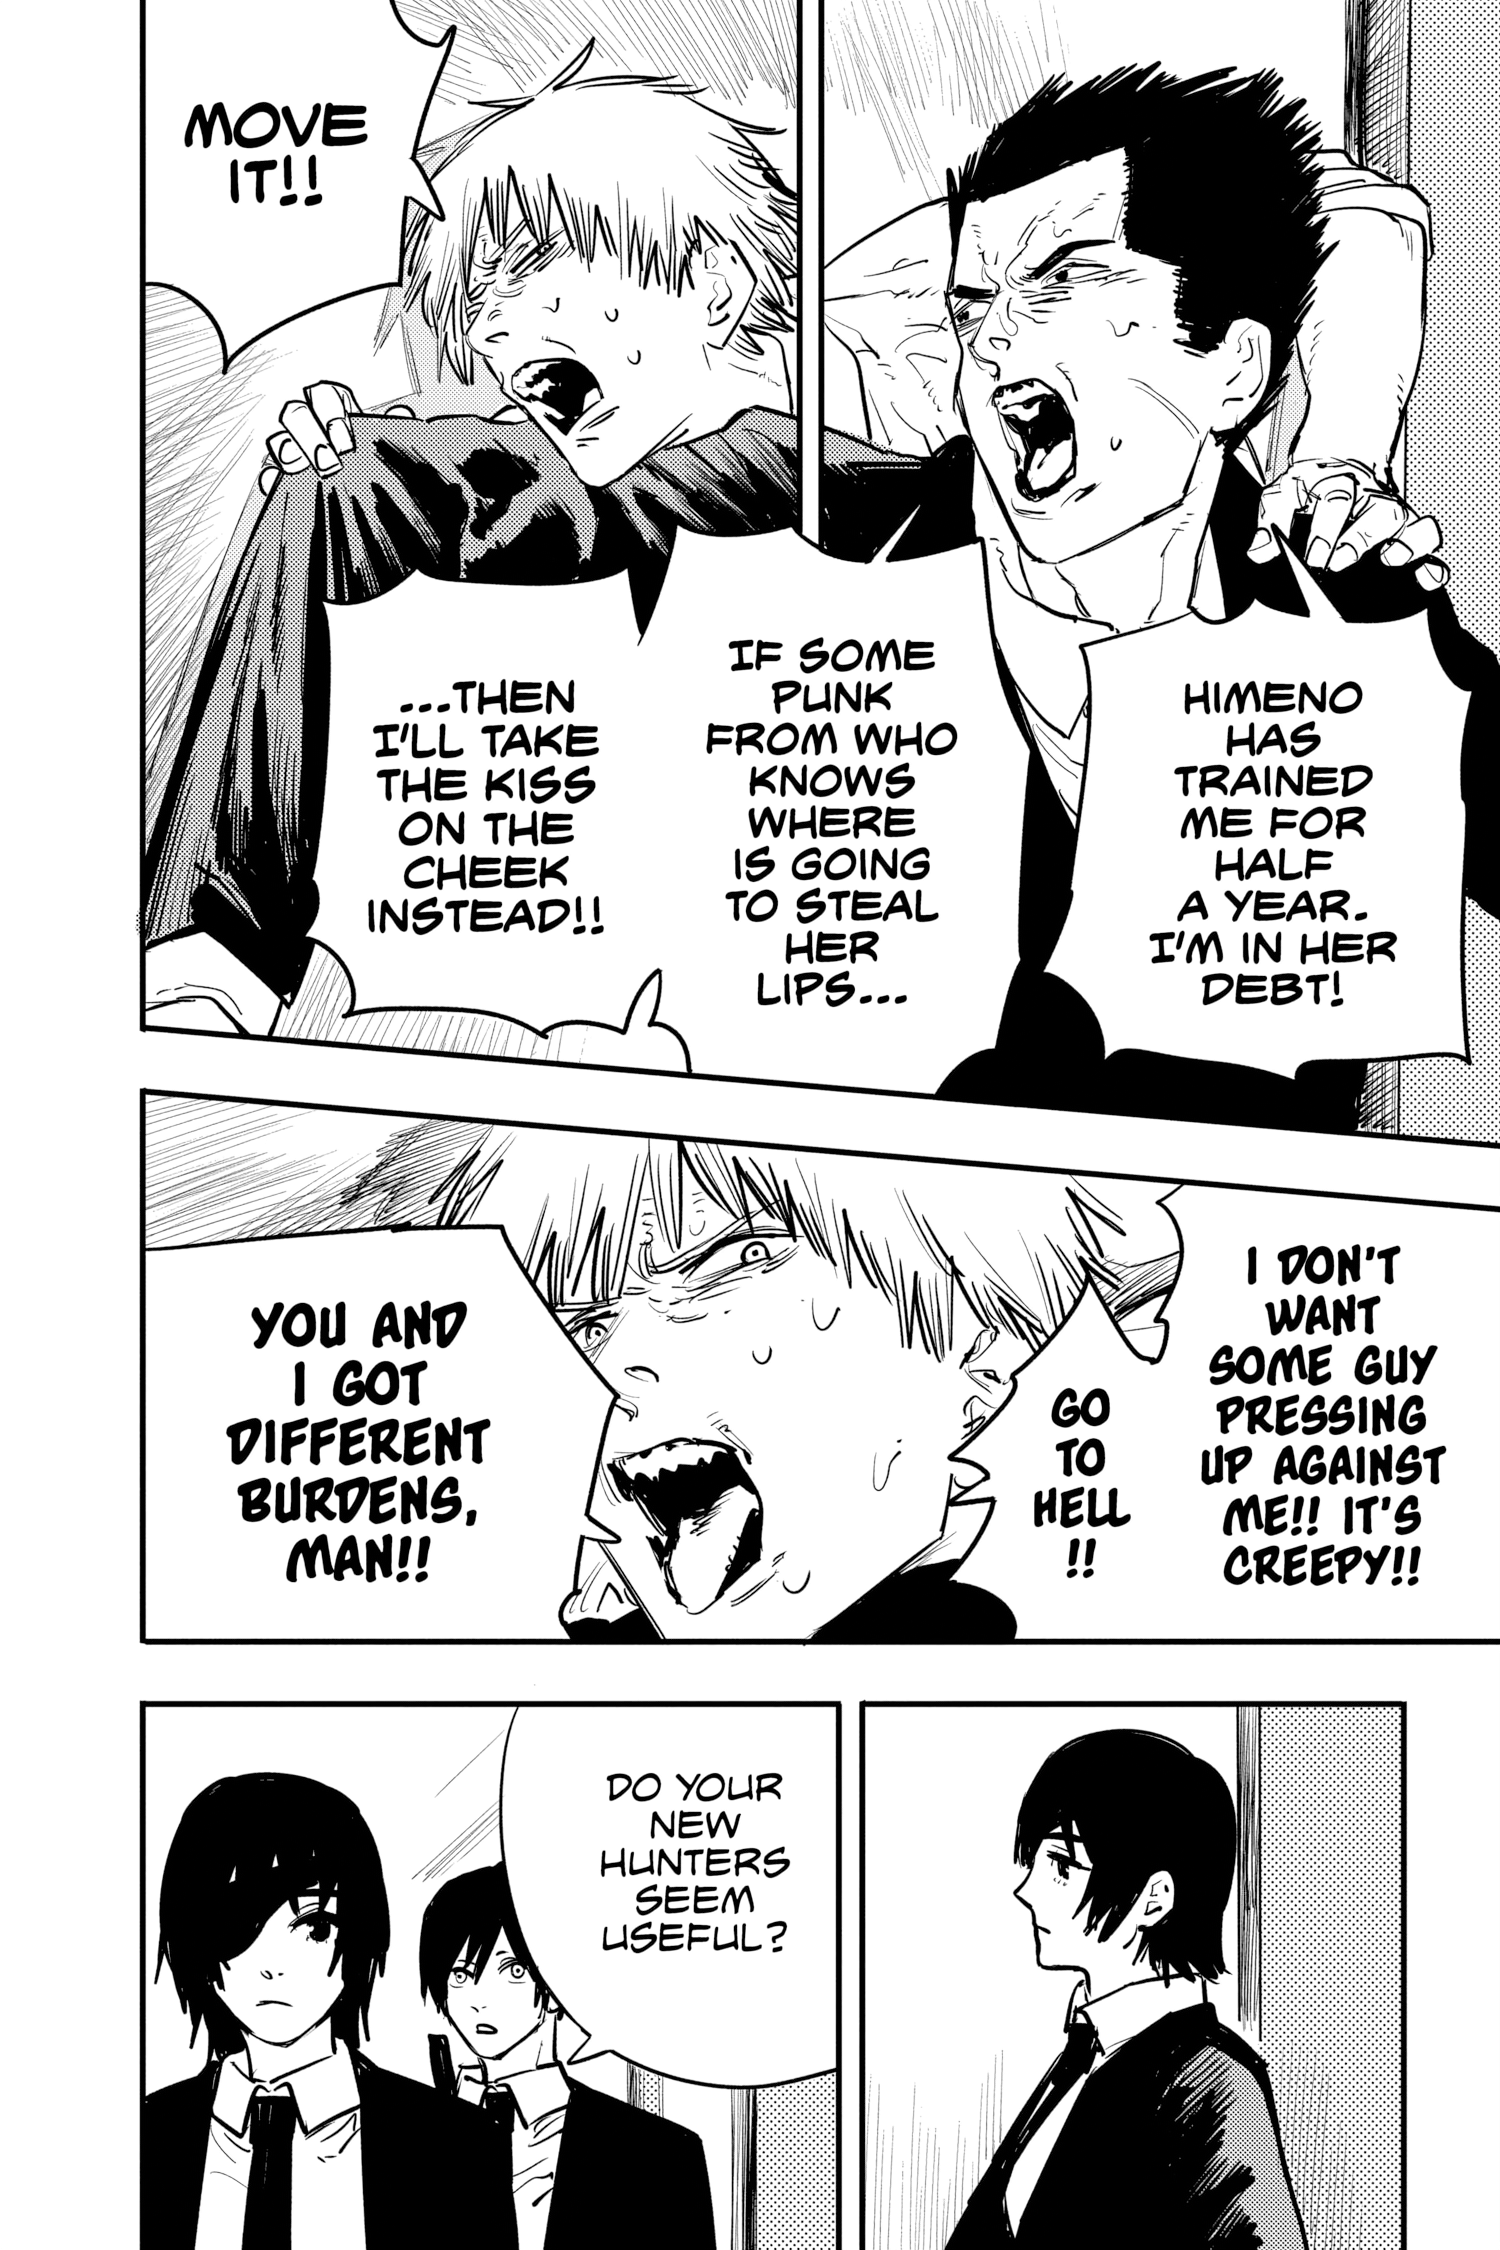 HIMENO
HAS
TRAINED
ME FOR
HALF
A YEAR.
I'M IN HER
DEBT!
IF SOME
PUNK
FROM WHO
KNOWS
WHERE
IS GOING
TO STEAL
HER
LIPS...
...THEN
I'LL TAKE
THE KISS
ON THE
CHEEK
INSTEAD!!
MOVE
IT!!
I DON'T
WANT
SOME GUY
PRESSING
UP AGAINST
ME!! IT'S
CREEPY!!
GO
TO
HELL
!!
YOU AND
I GOT
DIFFERENT
BURDENS,
MAN!!
DO YOUR
NEW
HUNTERS
SEEM
USEFUL?